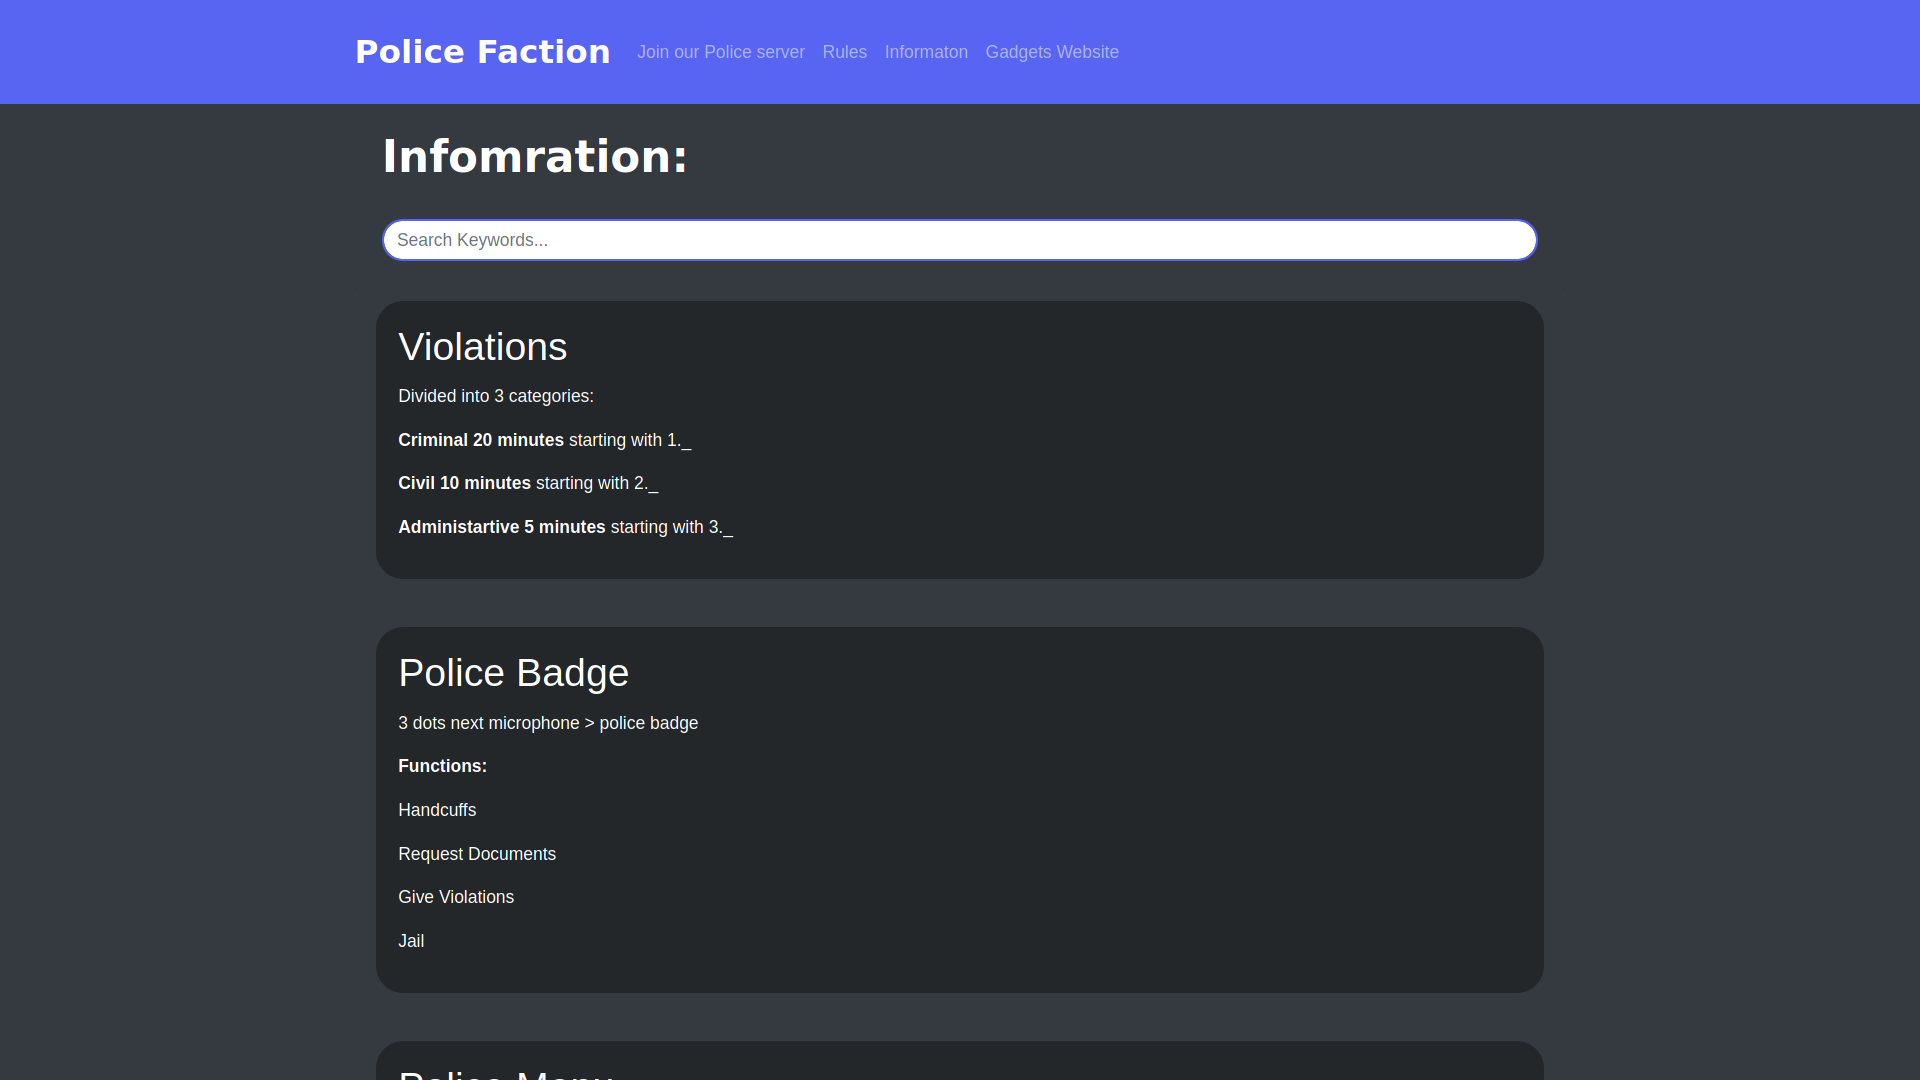 Police Faction Join our Police server Rules Informaton Gadgets Website
Infomration:
Search Keywords...
Violations
Divided into 3 categories:
Criminal 20 minutes starting with 1._
Civil 10 minutes starting with 2._
Administartive 5 minutes starting with 3._
Police Badge
3 dots next microphone > police badge
Functions:
Handcuffs
Request Documents
Give Violations
Jail
Police Menu